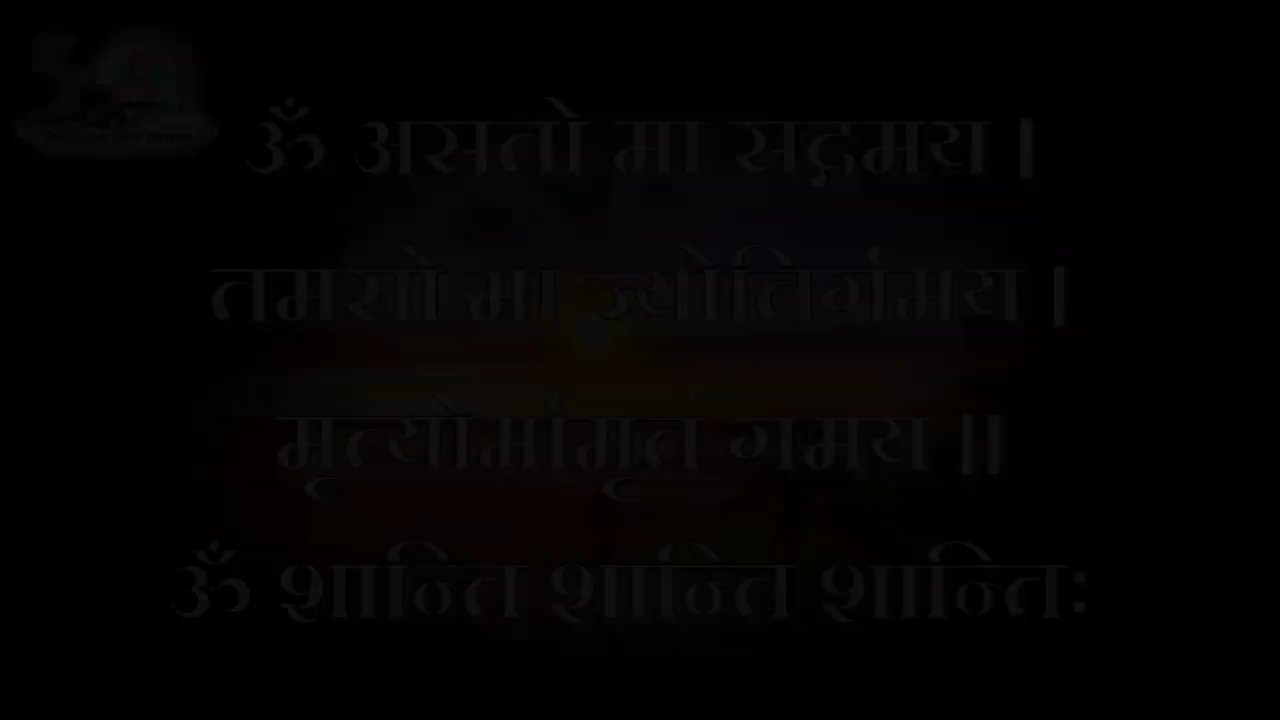 ॐ असतो मा सद्गमय ।
तमसो मा ज्योतिर्गमय ।
मृत्योर्मामृतं गमय ॥
ॐ शान्ति शान्ति शान्तिः